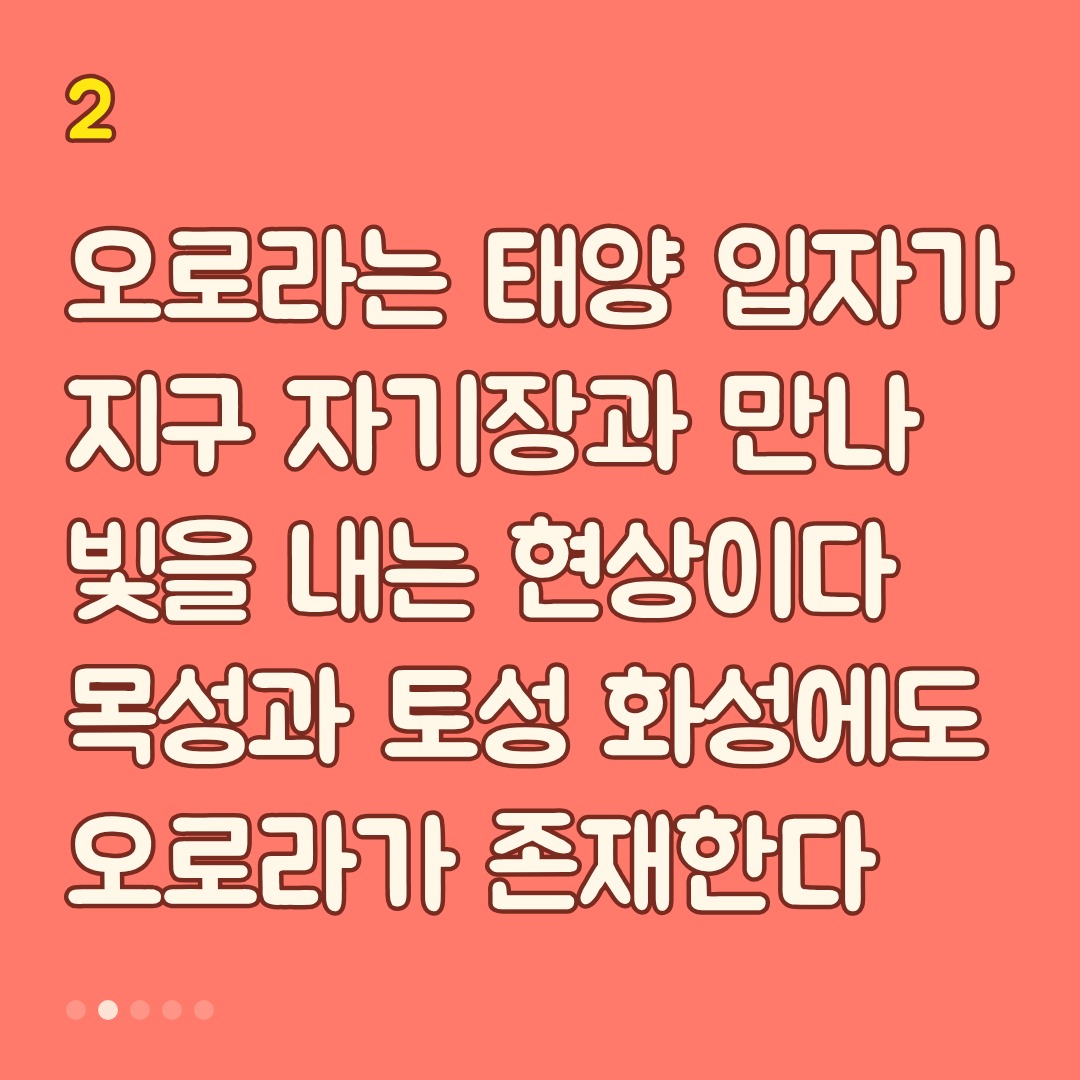 2
오로라는 태양 입자가
지구 자기장과 만나
빛을 내는 현상이다
목성과 토성 화성에도
오로라가 존재한다